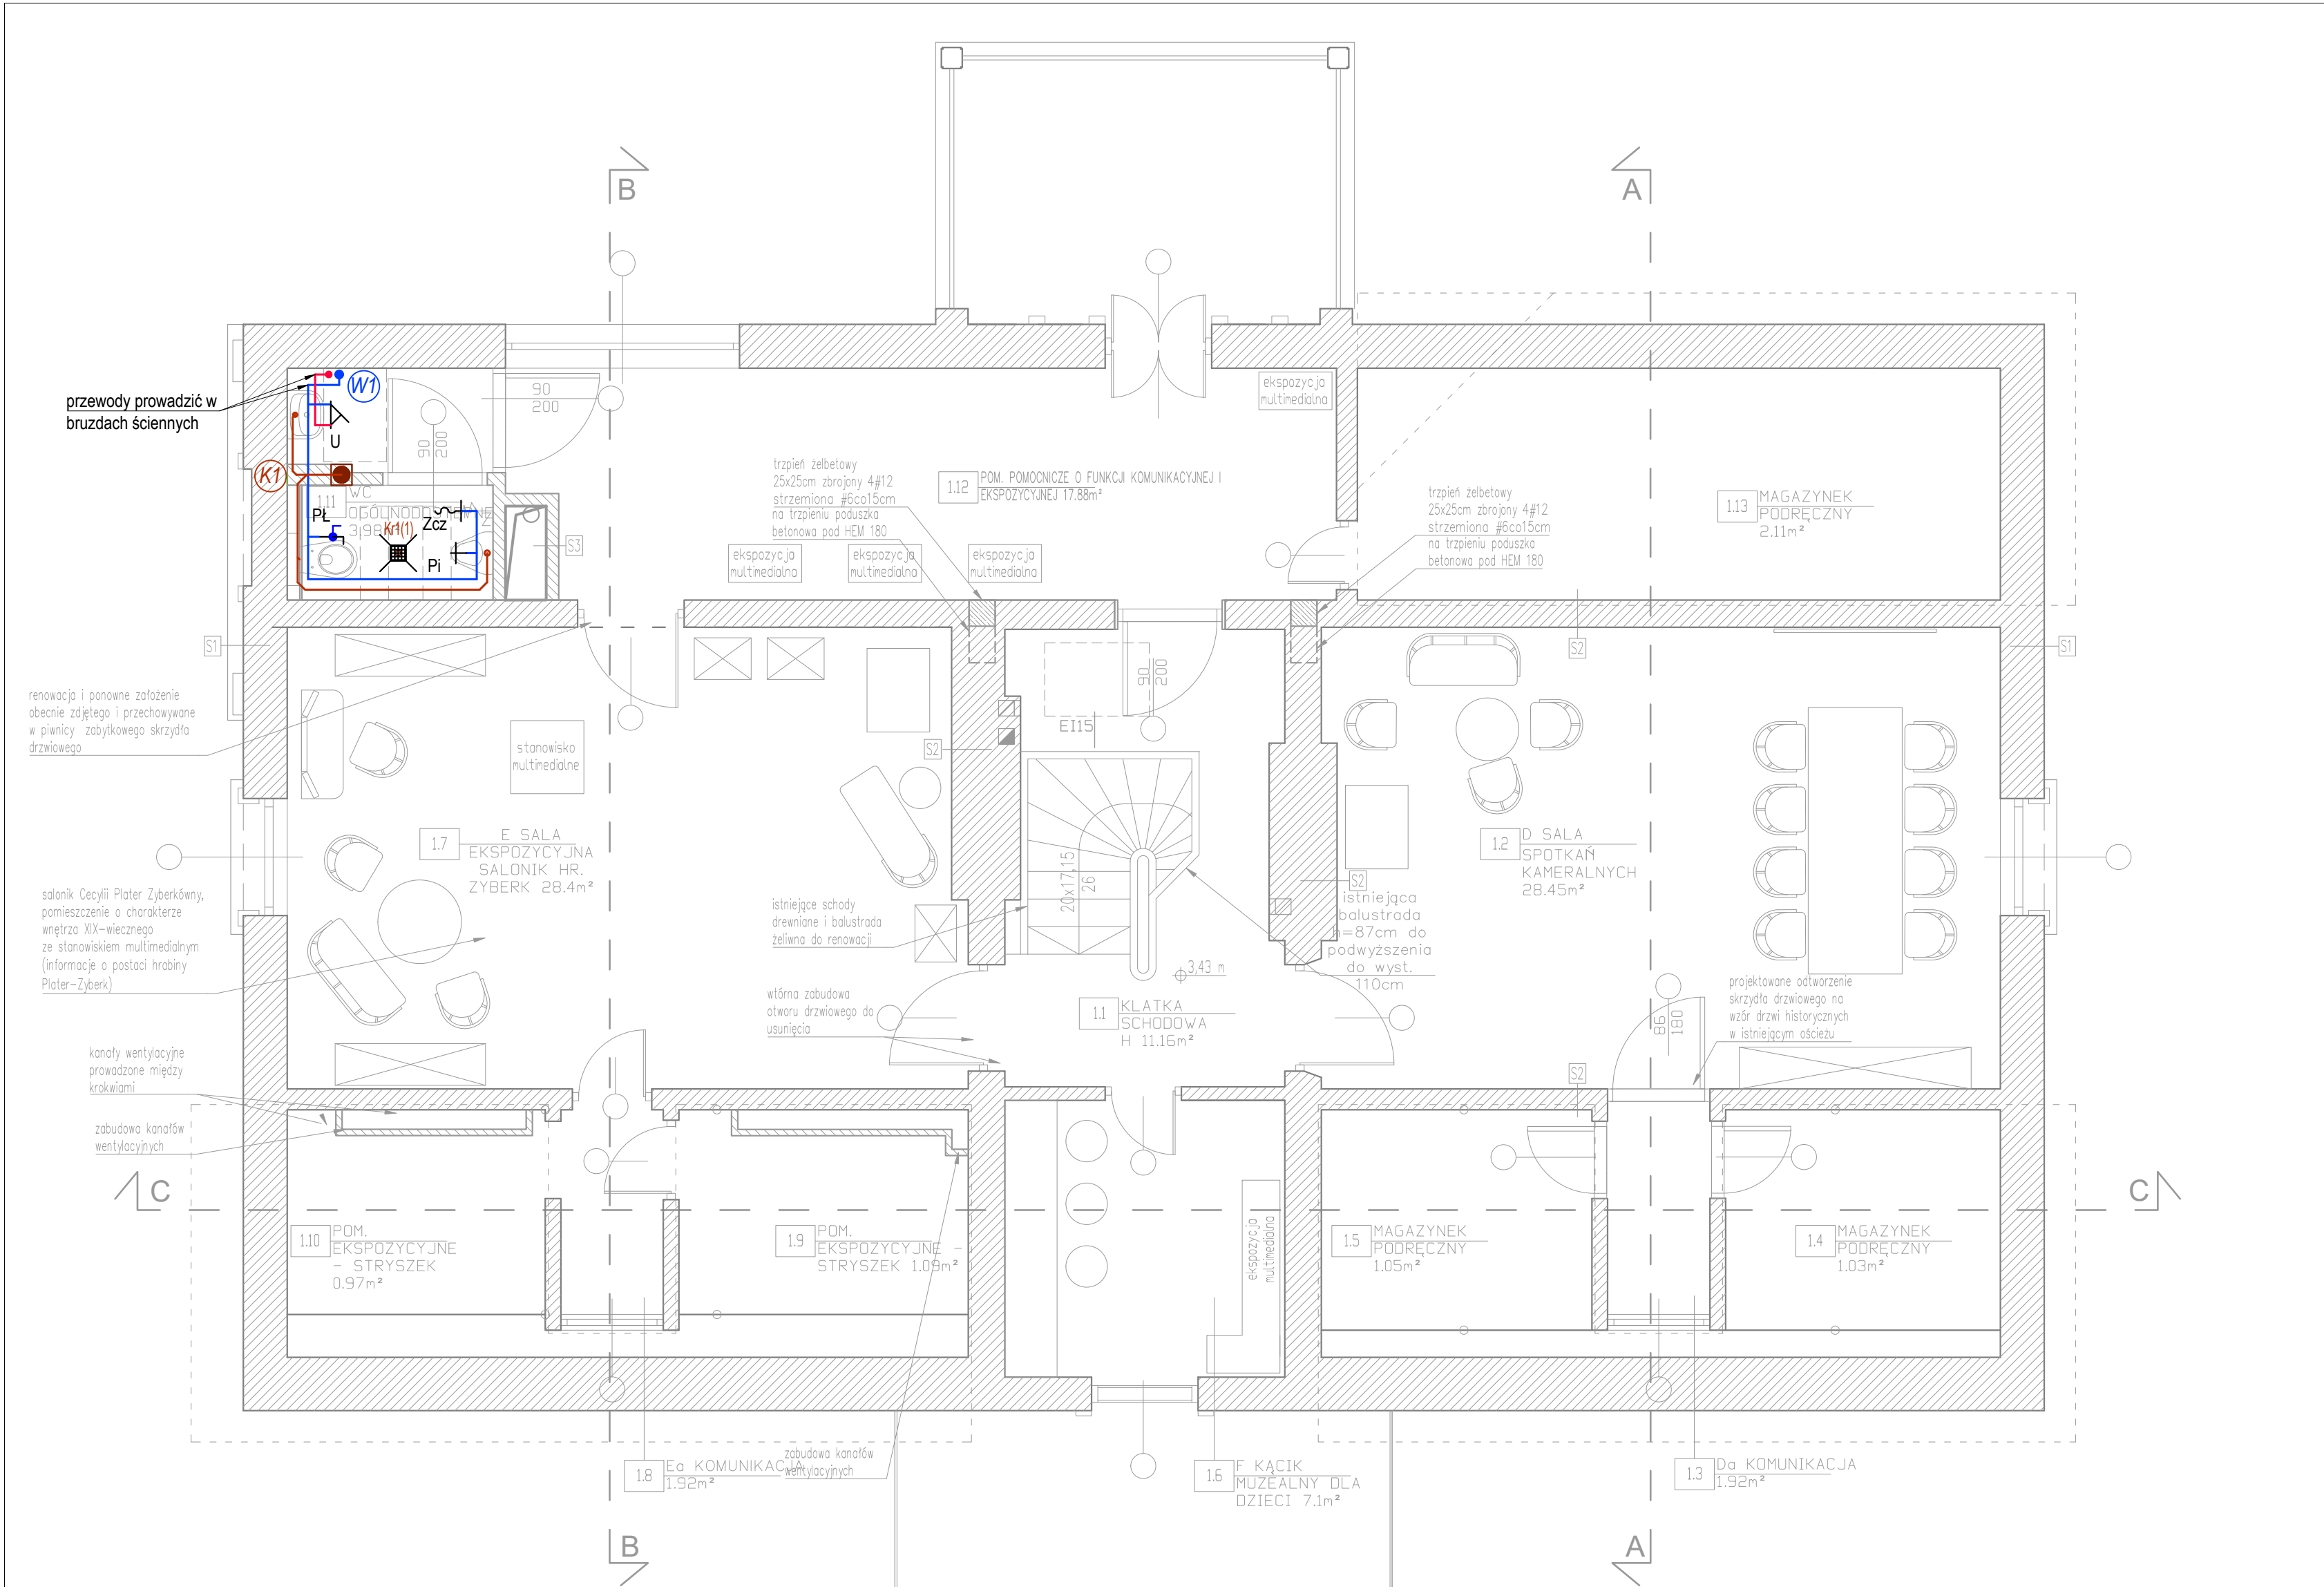 B
A
przewody prowadzić w
bruzdach ściennych
W1
U
K1
90
200
90
200
1.11
WC
3.98
PŁ
Kr1(1)
Zcz
Pi
S3
trzpień żelbetowy
25x25cm zbrojony 4#12
strzemiona #6co15cm
na trzpieniu poduszka
betonowa pod HEM 180
ekspozycja
multimedialna
ekspozycja
multimedialna
ekspozycja
multimedialna
1.12
POM. POMOCNICZE O FUNKCJI KOMUNIKACYJNEJ I
EKSPOZYCYJNEJ 17.88m²
ekspozycja
multimedialna
trzpień żelbetowy
25x25cm zbrojony 4#12
strzemiona #6co15cm
na trzpieniu poduszka
betonowa pod HEM 180
1.13
MAGAZYNEK
PODRĘCZNY
2.11m²
S1
S2
S1
renowacja i ponowne założenie
obecnie zdjętego i przechowywane
w piwnicy zabytkowego skrzydła
drzwiowego
stanowisko
multimedialne
S2
90
200
EI15
1.7
E SALA
EKSPOZYCYJNA
SALONIK HR.
ZYBERK 28.4m²
20x17,15
26
S2
istniejąca
balustrada
h=87cm do
podwyższenia
do wyst.
110cm
1.2
D SALA
SPOTKAŃ
KAMERALNYCH
28.45m²
salonik Cecylii Plater Zyberkówny,
pomieszczenie o charakterze
wnętrza XIX-wiecznego
ze stanowiskiem multimedialnym
(informacje o postaci hrabiny
Plater-Zyberk)
istniejące schody
drewniane i balustrada
żeliwna do renowacji
3,43 m
wtórna zabudowa
otworu drzwiowego do
usunięcia
1.1
KLATKA
SCHODOWA
H 11.16m²
86
180
projektowane odtworzenie
skrzydła drzwiowego na
wzór drzwi historycznych
w istniejącym ościeżu
kanały wentylacyjne
prowadzone między
krokwiami
S2
zabudowa kanałów
wentylacyjnych
C
C
1.10
POM.
EKSPOZYCYJNE
- STRYSZEK
0.97m²
1.9
POM.
EKSPOZYCYJNE -
STRYSZEK 1.09m²
ekspozycja
multimedialna
1.5
MAGAZYNEK
PODRĘCZNY
1.05m²
1.4
MAGAZYNEK
PODRĘCZNY
1.03m²
1.8
Ea KOMUNIKACJA
1.92m²
zabudowa kanałów
wentylacyjnych
1.6
F KĄCIK
MUZEALNY DLA
DZIECI 7.1m²
1.3
Da KOMUNIKACJA
1.92m²
B
A